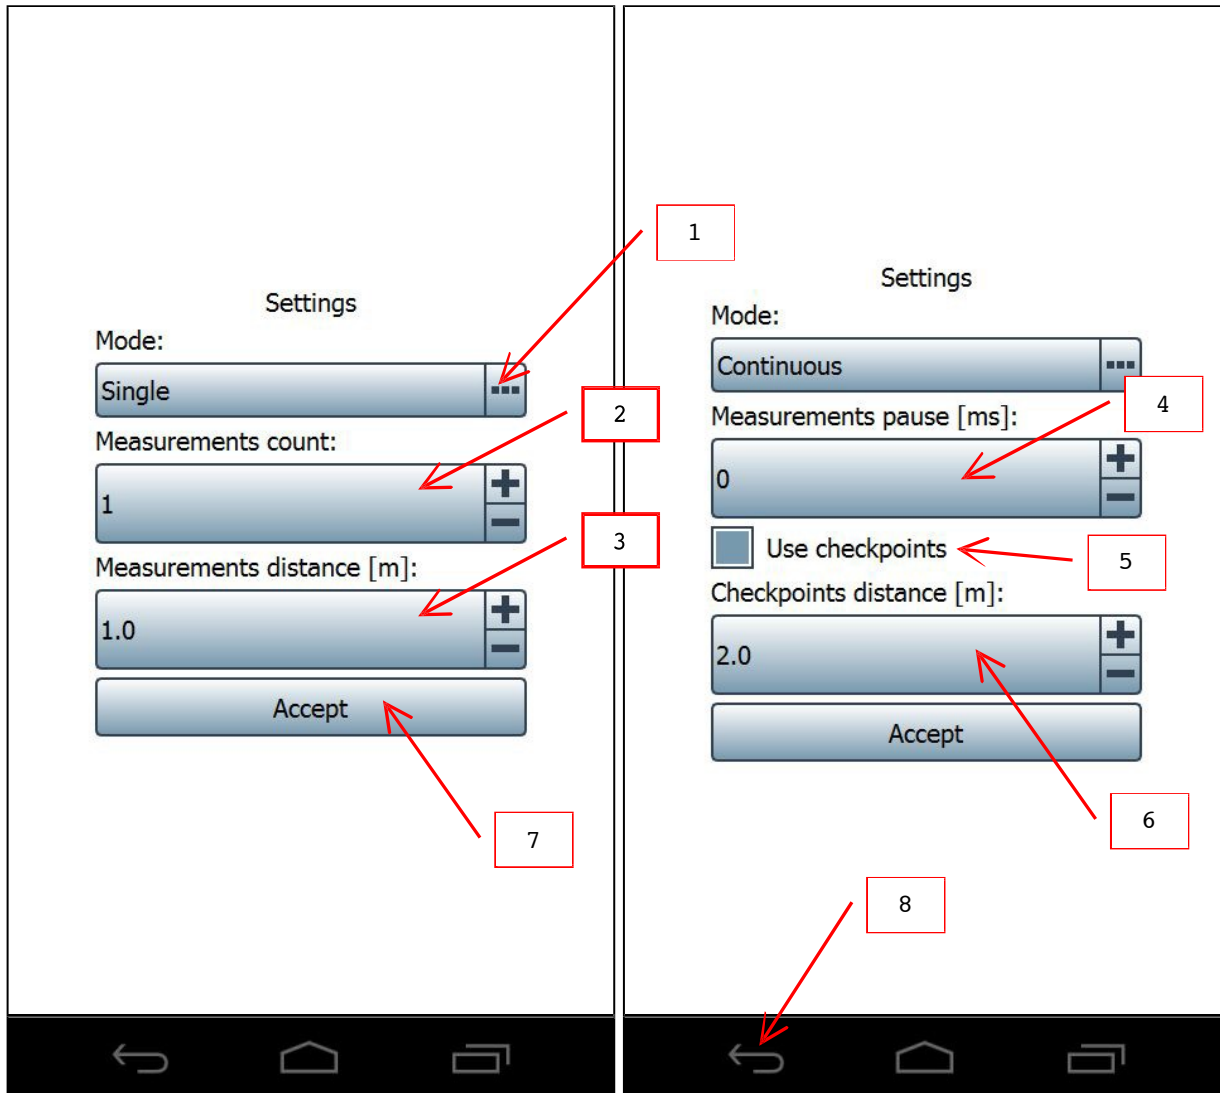 Settings
Mode:
Single
Measurements count:
1
Measurements distance [m]:
1.0
Accept
Settings
Mode:
Continuous
Measurements pause [ms]:
0
Use checkpoints
Checkpoints distance [m]:
2.0
Accept
1
2
3
4
5
6
7
8